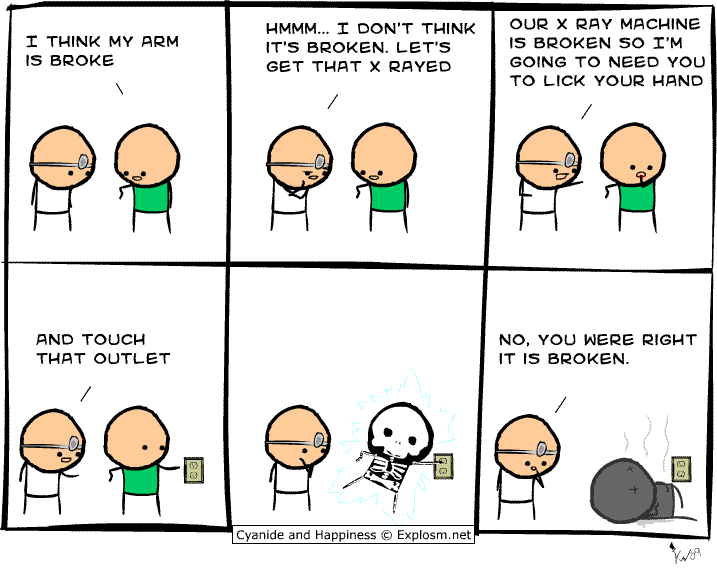 I THINK MY ARM
IS BROKE
HMMM... I DON'T THINK
IT'S BROKEN. LET'S
GET THAT X RAYED
OUR X RAY MACHINE
IS BROKEN SO I'M
GOING TO NEED YOU
TO LICK YOUR HAND
AND TOUCH
THAT OUTLET
NO, YOU WERE RIGHT
IT IS BROKEN.
Cyanide and Happiness © Explosm.net